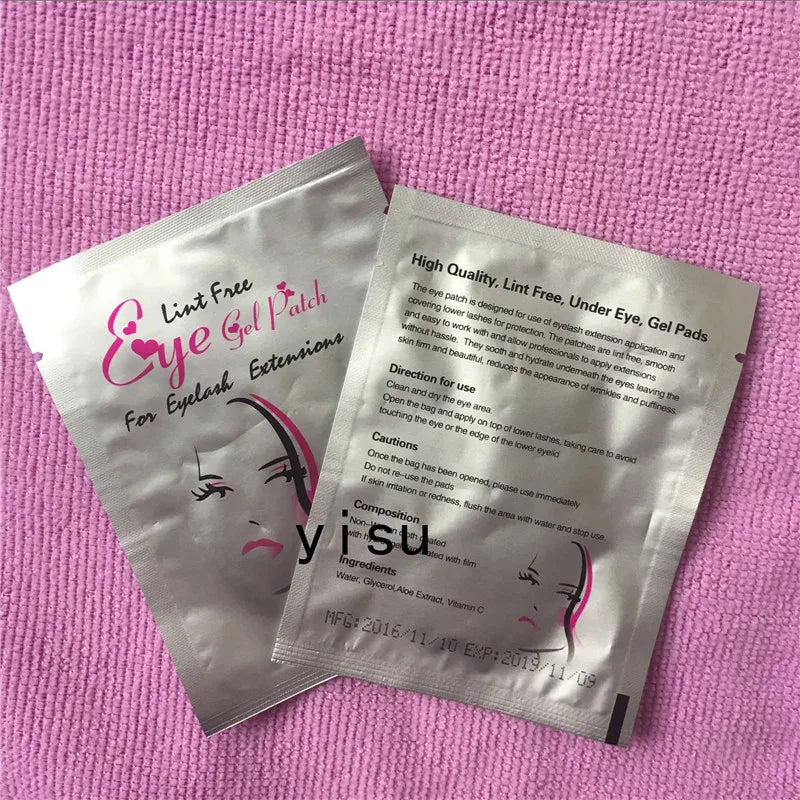 Lint Free
Eye Gel Patch
For Eyelash Extensions
High Quality, Lint Free, Under Eye, Gel Pads
The eye patch is designed for use of eyelash extension application and
covering lower lashes for protection. The patches are lint free, smooth
and easy to work with and allow professionals to apply extensions
without hassle. They sooth and hydrate underneath the eyes leaving the
skin firm and beautiful, reduces the appearance of wrinkles and puffiness.
Direction for use
Clean and dry the eye area.
Open the bag and apply on top of lower lashes, taking care to avoid
touching the eye or the edge of the lower eyelid
Cautions
Once the bag has been opened, please use immediately
Do not re-use the pads
If skin irritation or redness, flush the area with water and stop use.
Composition
with film
Ingredients
Water, Glycerol,Aloe Extract, Vitamin C
MFG:2016/11/10 EXP:2019/11/09
yisu